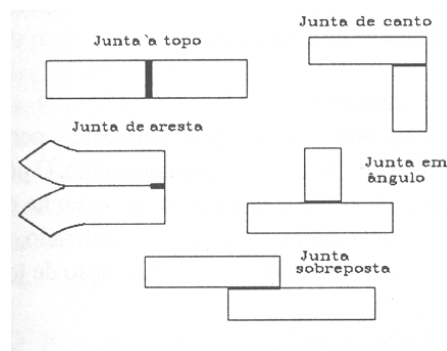 Junta à topo
Junta de canto
Junta de aresta
Junta em
ângulo
Junta
sobreposta